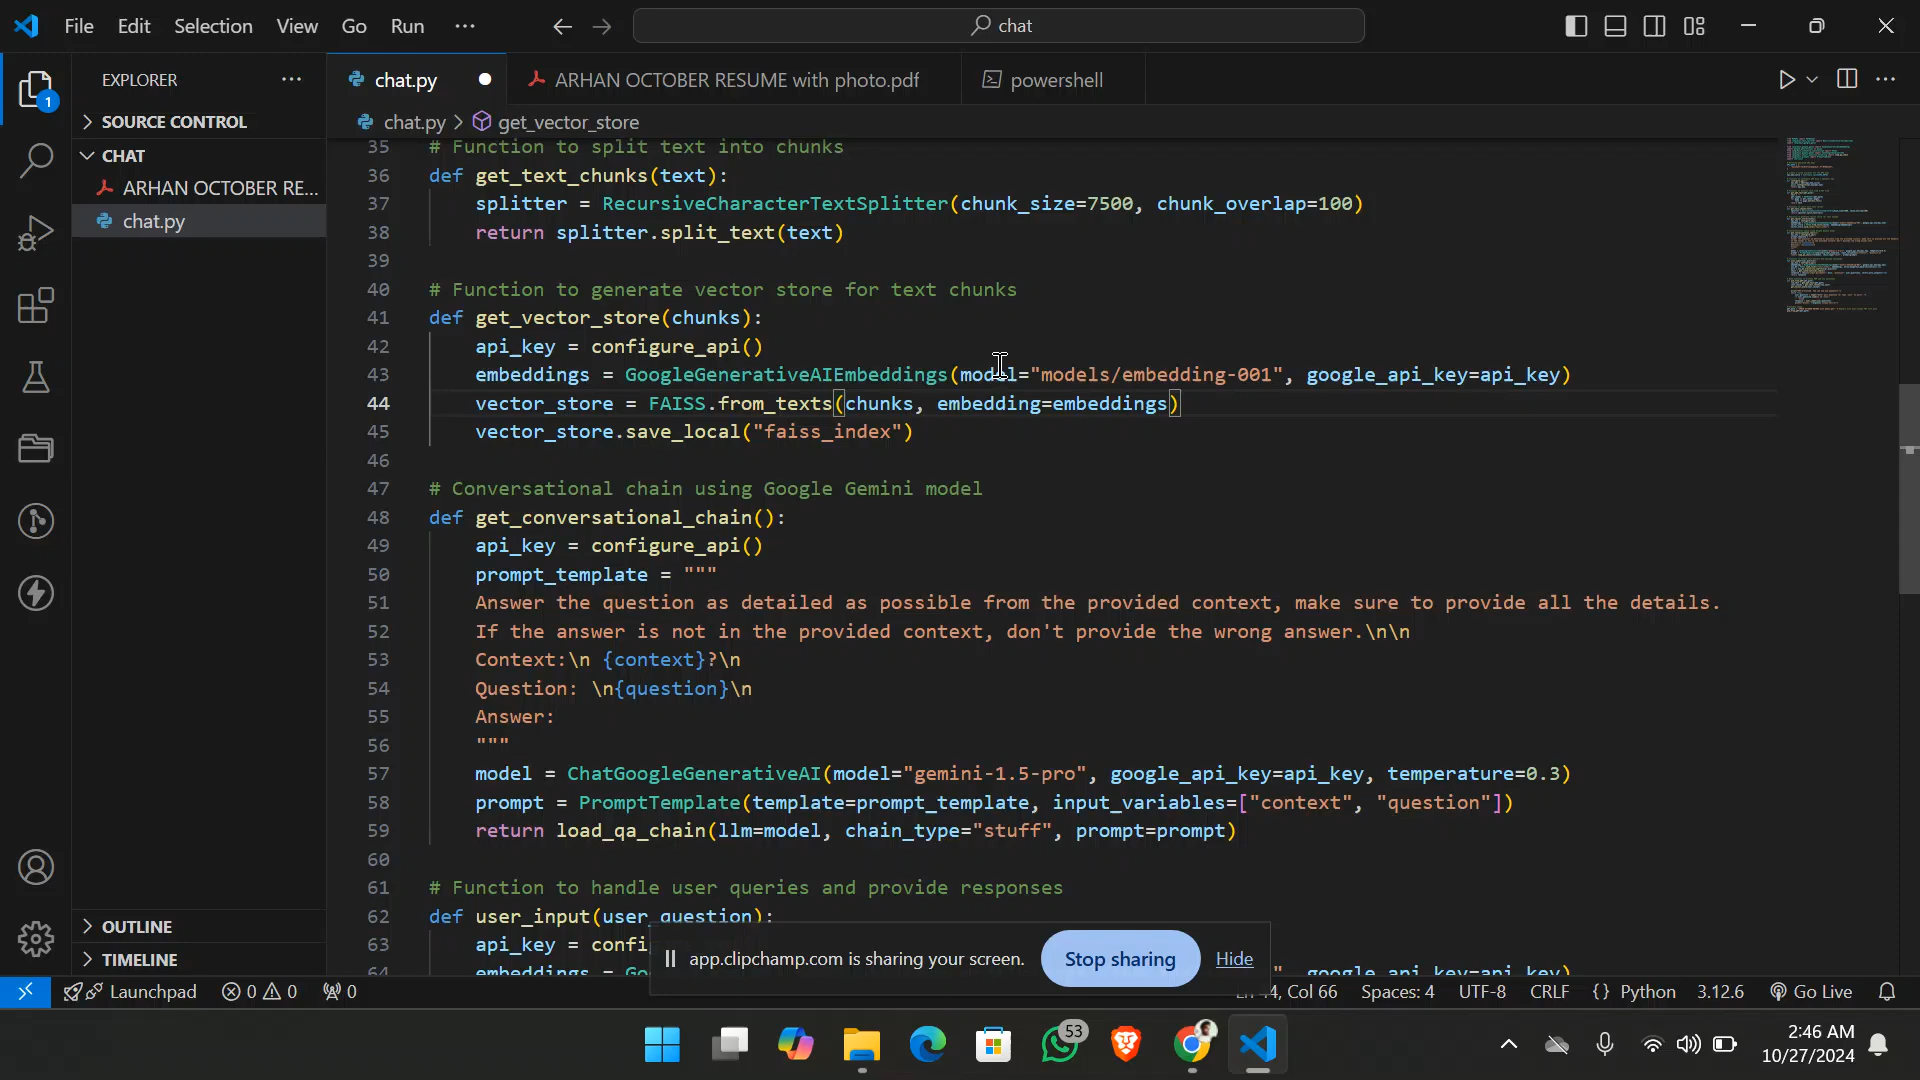 File Edit Selection View Go Run ···
chat
EXPLORER ···
1
SOURCE CONTROL
CHAT
ARHAN OCTOBER RE...
chat.py
OUTLINE
TIMELINE
chat.py
ARHAN OCTOBER RESUME with photo.pdf
powershell
chat.py > get_vector_store
35 # Function to split text into chunks
36 def get_text_chunks(text):
37 splitter = RecursiveCharacterTextSplitter(chunk_size=7500, chunk_overlap=100)
38 return splitter.split_text(text)
39
40 # Function to generate vector store for text chunks
41 def get_vector_store(chunks):
42 api_key = configure_api()
43 embeddings = GoogleGenerativeAIEmbeddings(model="models/embedding-001", google_api_key=api_key)
44 vector_store = FAISS.from_texts(chunks, embedding=embeddings)
45 vector_store.save_local("faiss_index")
46
47 # Conversational chain using Google Gemini model
48 def get_conversational_chain():
49 api_key = configure_api()
50 prompt_template = """
51 Answer the question as detailed as possible from the provided context, make sure to provide all the details.
52 If the answer is not in the provided context, don't provide the wrong answer.\n\n
53 Context:\n {context}?\n
54 Question: \n{question}\n
55 Answer:
56 """
57 model = ChatGoogleGenerativeAI(model="gemini-1.5-pro", google_api_key=api_key, temperature=0.3)
58 prompt = PromptTemplate(template=prompt_template, input_variables=["context", "question"])
59 return load_qa_chain(llm=model, chain_type="stuff", prompt=prompt)
60
61 # Function to handle user queries and provide responses
62 def user_input(user_question):
63 api_key = confi
64 embeddings = Go ", google_api_key=api_key)
app.clipchamp.com is sharing your screen. Stop sharing Hide
Launchpad 0 0 0 Col 66 Spaces: 4 UTF-8 CRLF {} Python 3.12.6 Go Live
53
2:46 AM
10/27/2024